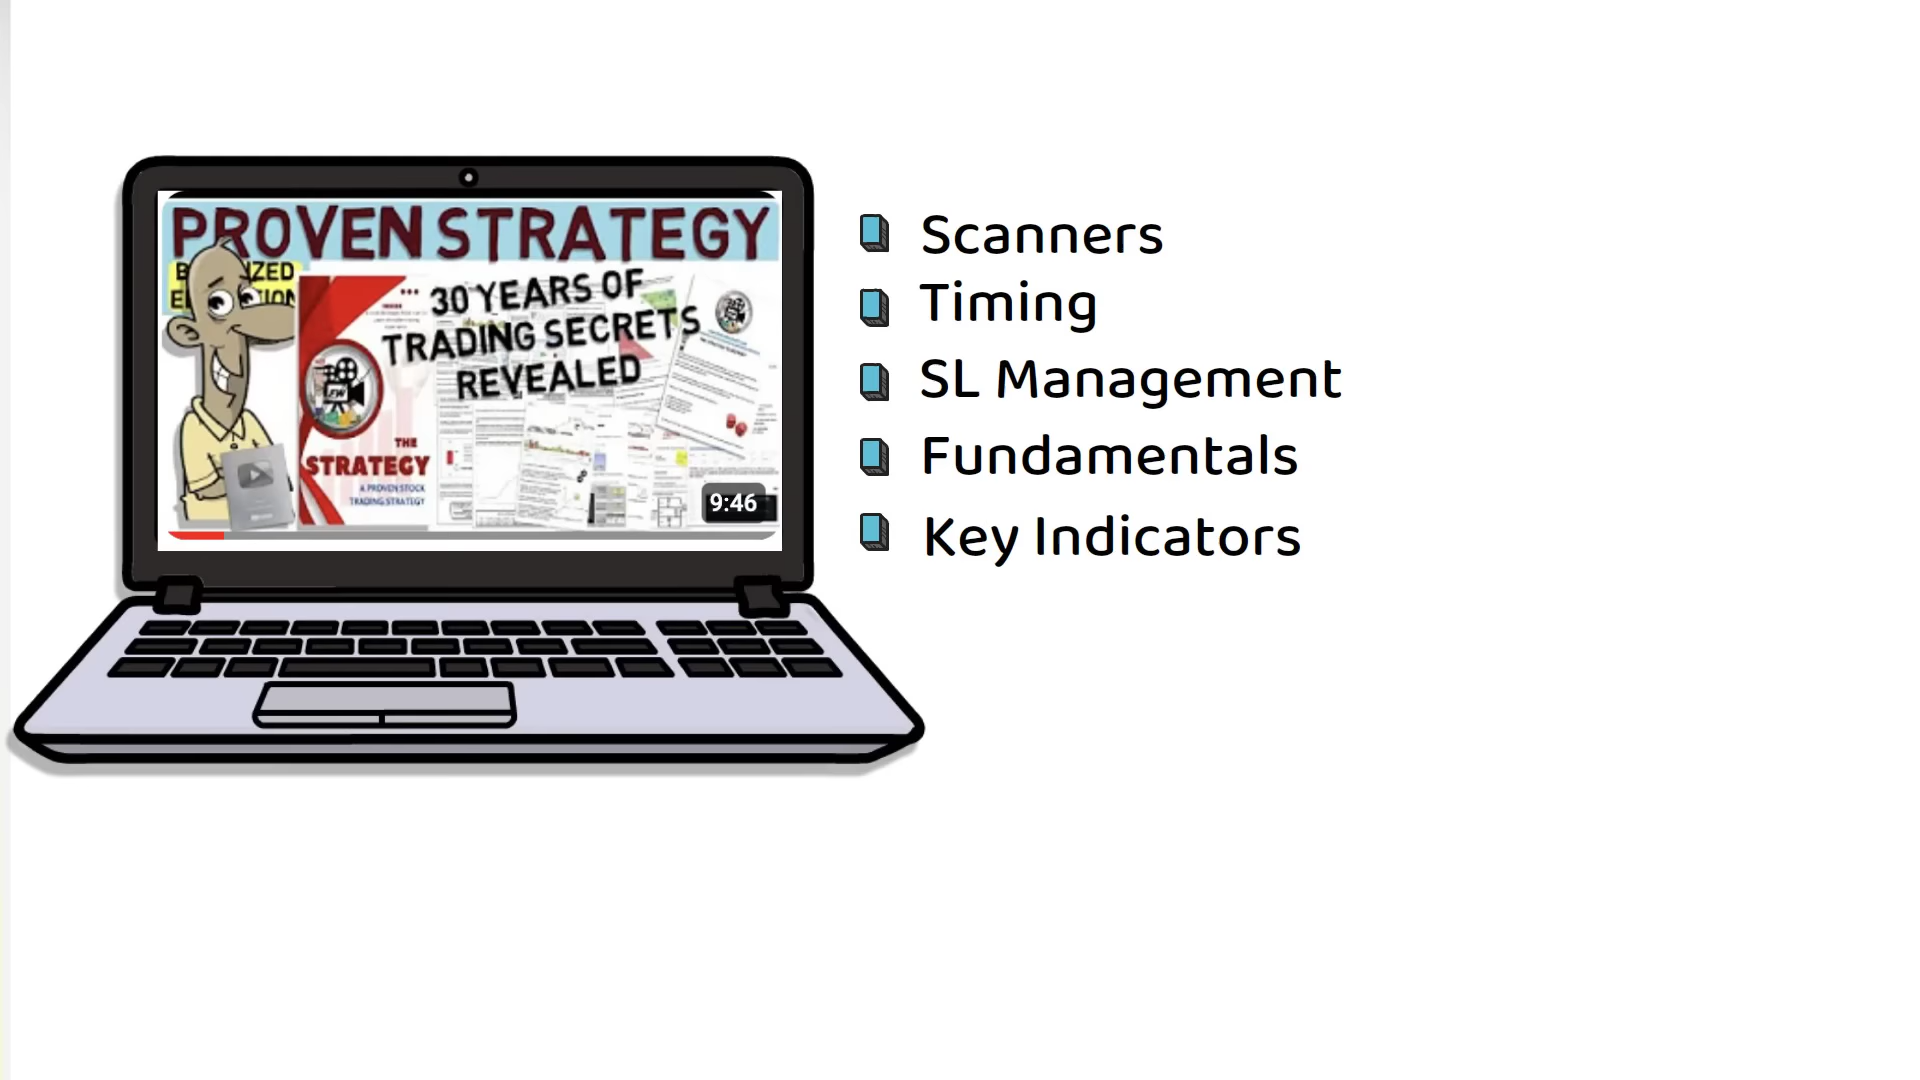 PROVEN STRATEGY
30 YEARS OF
TRADING SECRETS
REVEALED
THE
STRATEGY
A PROVEN STOCK
TRADING STRATEGY
9:46
Scanners
Timing
SL Management
Fundamentals
Key Indicators